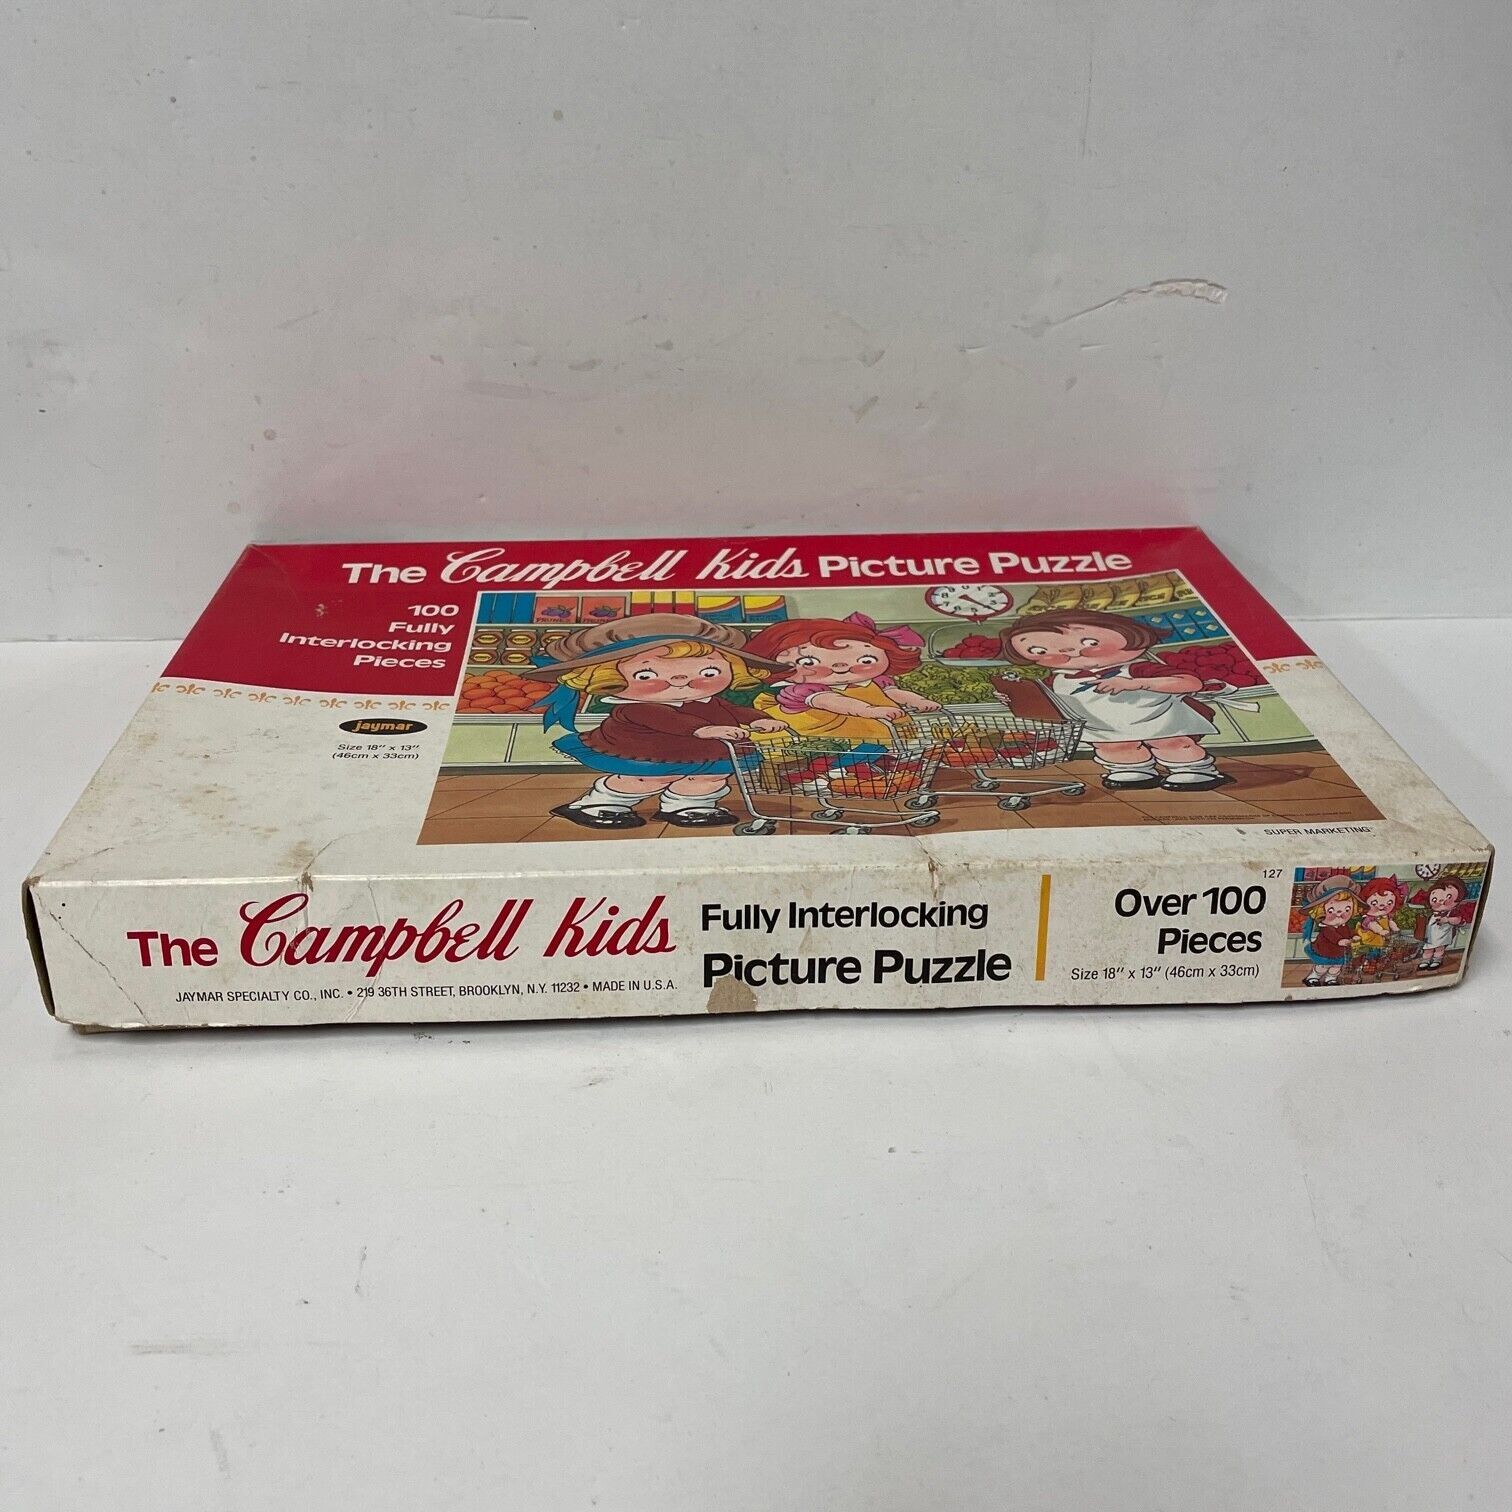 The Campbell Kids Picture Puzzle
100
Fully
Interlocking
Pieces
jaymar
Size 18" x 13"
(46cm x 33cm)
PRUNES
SUPER MARKETING
127
The Campbell Kids
Fully Interlocking
Picture Puzzle
JAYMAR SPECIALTY CO., INC. • 219 36TH STREET, BROOKLYN, N.Y. 11232 • MADE IN U.S.A.
Over 100
Pieces
Size 18" x 13" (46cm x 33cm)